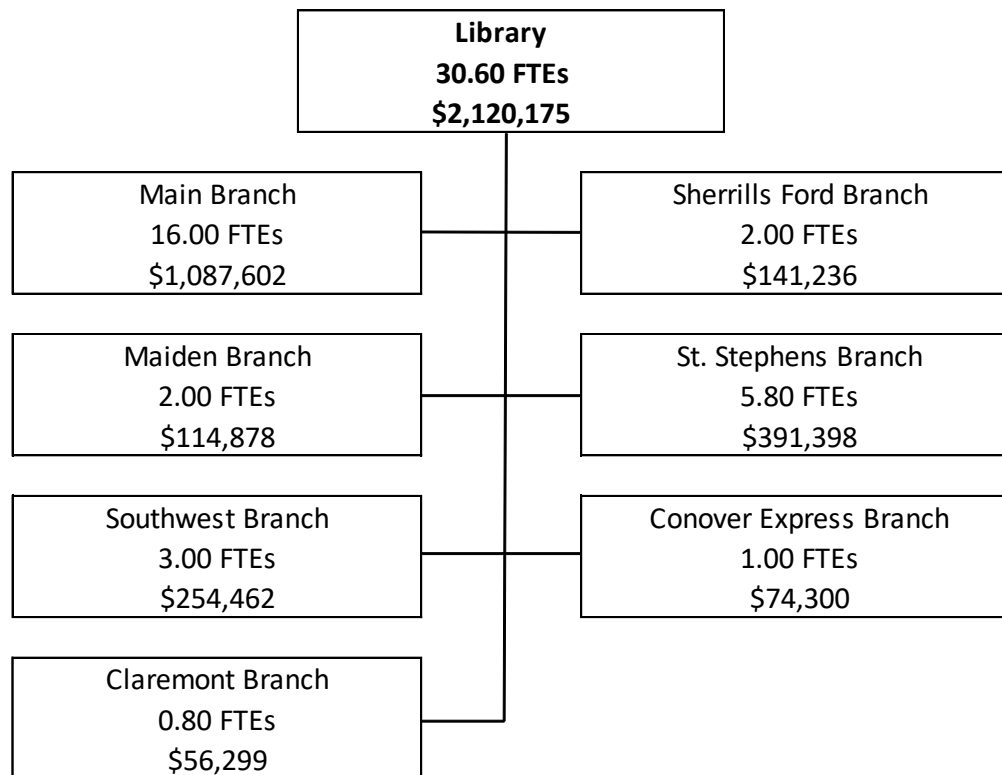 Library
30.60 FTEs
$2,120,175
Main Branch
16.00 FTEs
$1,087,602
Sherrills Ford Branch
2.00 FTEs
$141,236
Maiden Branch
2.00 FTEs
$114,878
St. Stephens Branch
5.80 FTEs
$391,398
Southwest Branch
3.00 FTEs
$254,462
Conover Express Branch
1.00 FTEs
$74,300
Claremont Branch
0.80 FTEs
$56,299